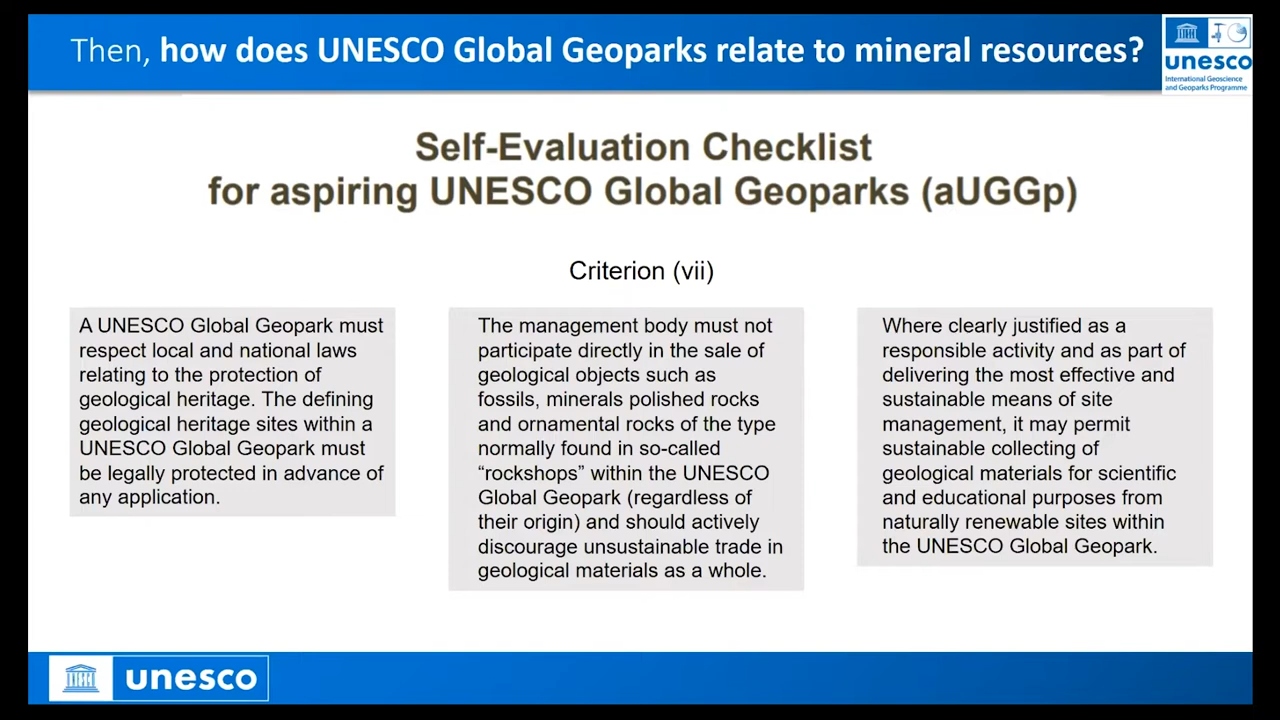 Then, how does UNESCO Global Geoparks relate to mineral resources?
unesco
International Geoscience
and Geoparks Programme
Self-Evaluation Checklist
for aspiring UNESCO Global Geoparks (aUGGp)
Criterion (vii)
A UNESCO Global Geopark must
respect local and national laws
relating to the protection of
geological heritage. The defining
geological heritage sites within a
UNESCO Global Geopark must
be legally protected in advance of
any application.
The management body must not
participate directly in the sale of
geological objects such as
fossils, minerals polished rocks
and ornamental rocks of the type
normally found in so-called
“rockshops” within the UNESCO
Global Geopark (regardless of
their origin) and should actively
discourage unsustainable trade in
geological materials as a whole.
Where clearly justified as a
responsible activity and as part of
delivering the most effective and
sustainable means of site
management, it may permit
sustainable collecting of
geological materials for scientific
and educational purposes from
naturally renewable sites within
the UNESCO Global Geopark.
unesco